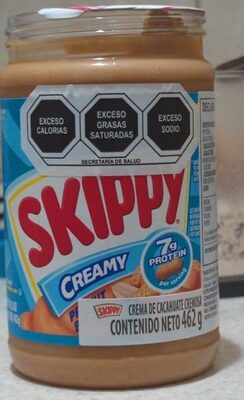 EXCESO
CALORÍAS
EXCESO
GRASAS
SATURADAS
EXCESO
SODIO
SECRETARÍA DE SALUD
SKIPPY
CREAMY
7g
PROTEIN
per serving
SKIPPY
CREMA DE CACAHUATE CREMOSA
CONTENIDO NETO 462 g